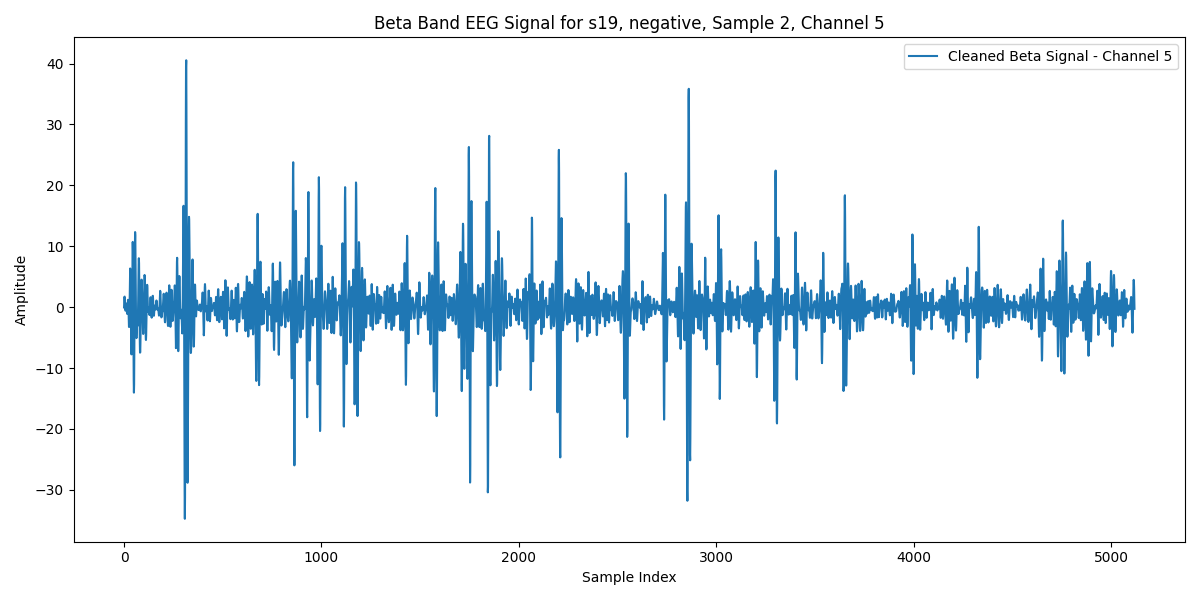 Beta Band EEG Signal for s19, negative, Sample 2, Channel 5
Cleaned Beta Signal - Channel 5
Amplitude
40
30
20
10
0
−10
−20
−30
0 1000 2000 3000 4000 5000
Sample Index